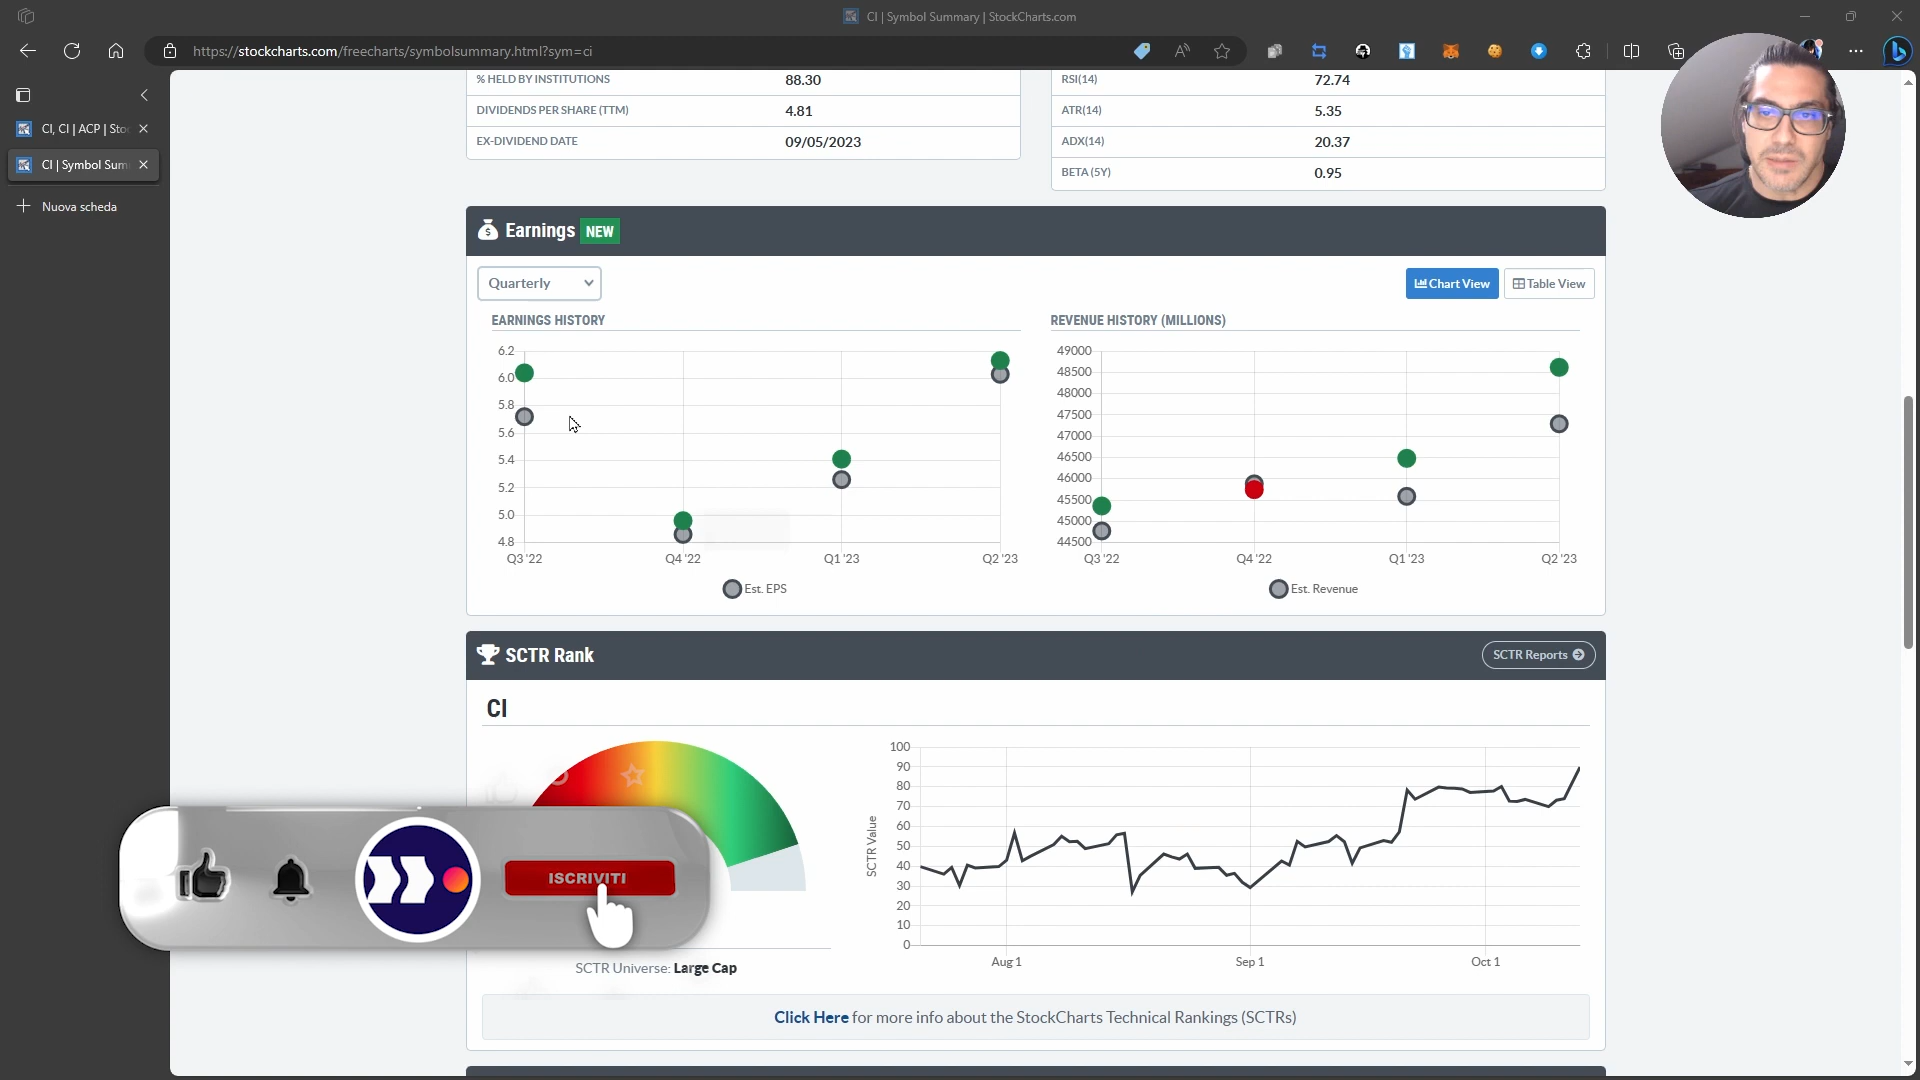 CI | Symbol Summary | StockCharts.com
https://stockcharts.com/freecharts/symbolsummary.html?sym=ci
CI, CI | ACP | Sto
CI | Symbol Sum
Nuova scheda
% HELD BY INSTITUTIONS 88.30
DIVIDENDS PER SHARE (TTM) 4.81
EX-DIVIDEND DATE 09/05/2023
RSI(14) 72.74
ATR(14) 5.35
ADX(14) 20.37
BETA (5Y) 0.95
Earnings NEW
Quarterly
Chart View Table View
EARNINGS HISTORY
6.2
6.0
5.8
5.6
5.4
5.2
5.0
4.8
Q3 '22 Q4 '22 Q1 '23 Q2 '23
Est. EPS
REVENUE HISTORY (MILLIONS)
49000
48500
48000
47500
47000
46500
46000
45500
45000
44500
Q3 '22 Q4 '22 Q1 '23 Q2 '23
Est. Revenue
SCTR Rank
SCTR Reports
CI
ISCRIVITI
SCTR Universe: Large Cap
SCTR Value
100
90
80
70
60
50
40
30
20
10
0
Aug 1 Sep 1 Oct 1
Click Here for more info about the StockCharts Technical Rankings (SCTRs)